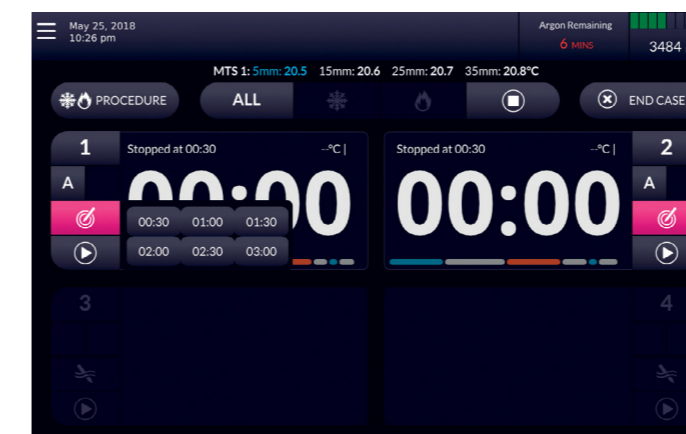 May 25, 2018
10:26 pm
Argon Remaining
6 MINS
3484
MTS 1: 5mm: 20.5 15mm: 20.6 25mm: 20.7 35mm: 20.8°C
PROCEDURE
ALL
END CASE
1
Stopped at 00:30
--°C |
Stopped at 00:30
--°C |
2
A
00:00
00:00
A
00:30 01:00 01:30
02:00 02:30 03:00
3
4